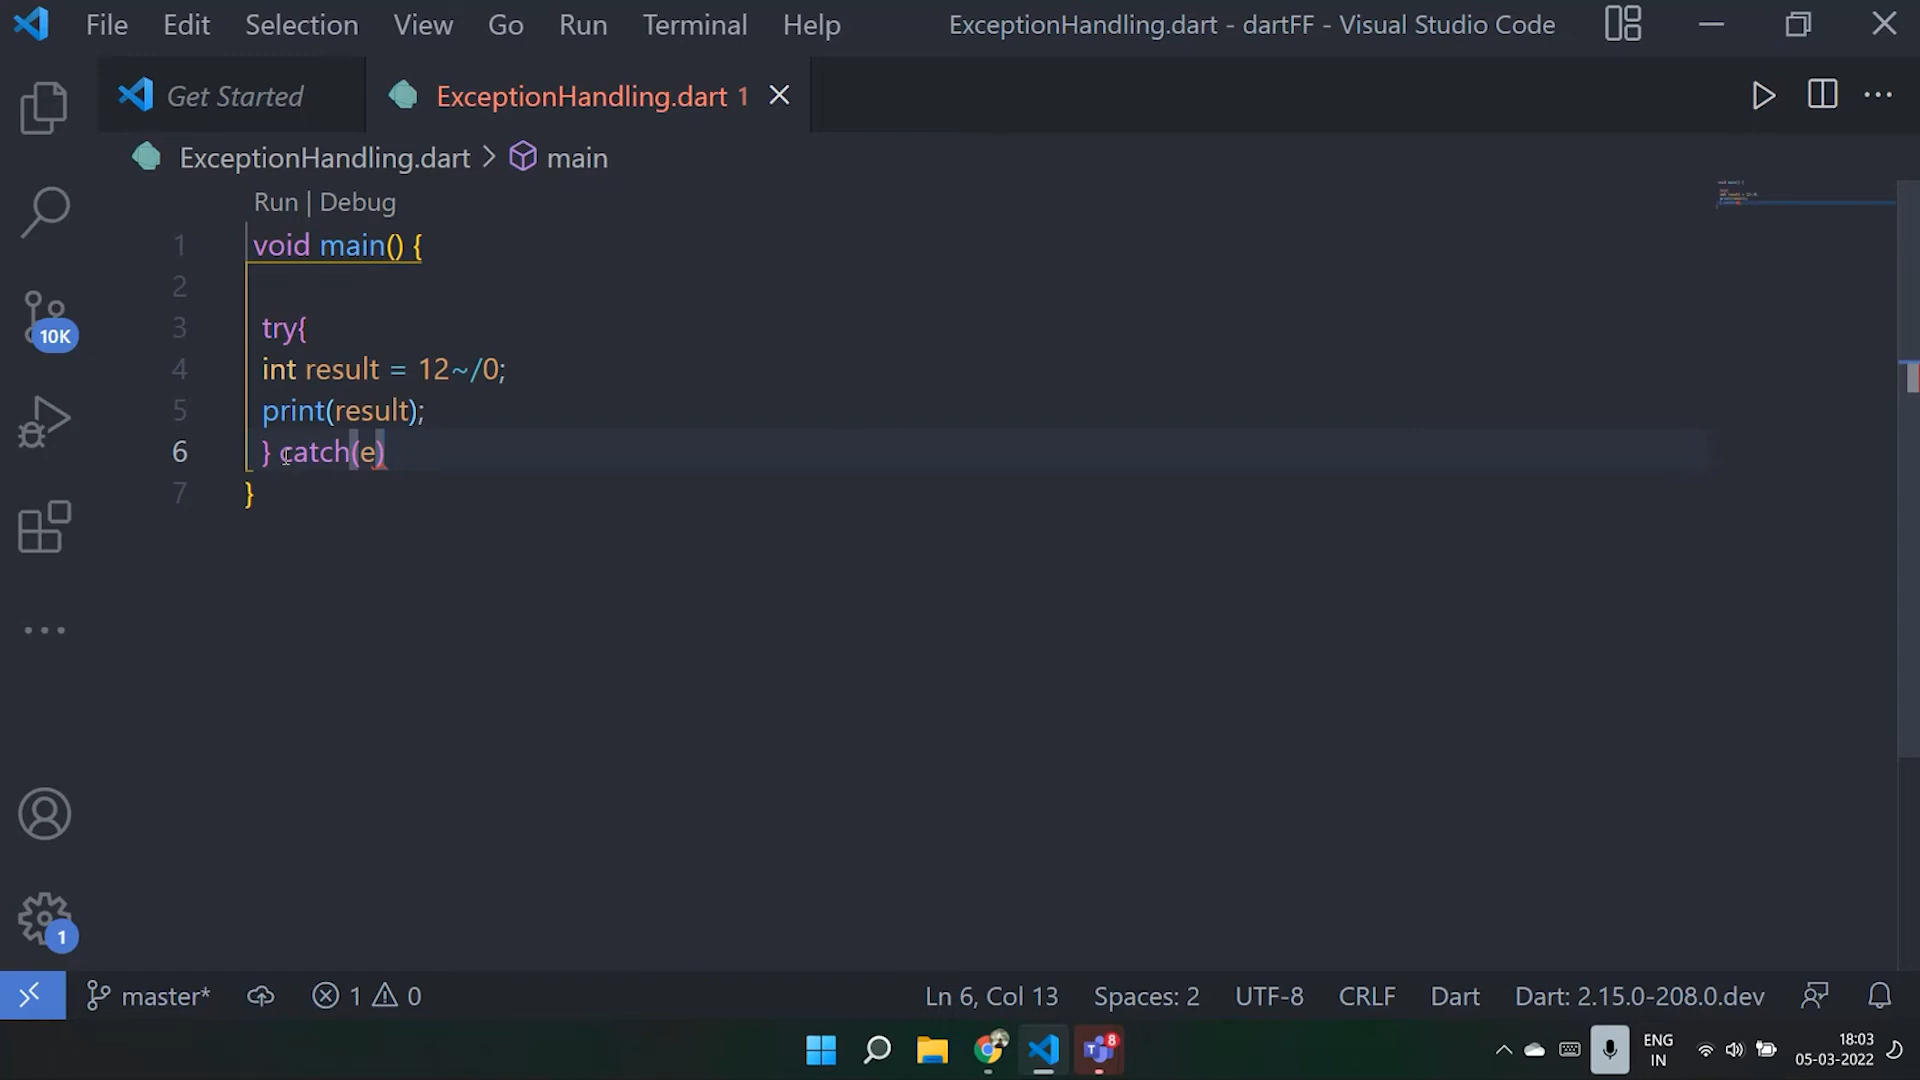 File Edit Selection View Go Run Terminal Help ExceptionHandling.dart - dartFF - Visual Studio Code
Get Started ExceptionHandling.dart 1
ExceptionHandling.dart > main
Run | Debug
1 void main() {
2
3 try{
4 int result = 12~/0;
5 print(result);
6 } catch(e)
7 }
10K
1
master* 1 0 Ln 6, Col 13 Spaces: 2 UTF-8 CRLF Dart Dart: 2.15.0-208.0.dev
8 ENG 18:03
IN 05-03-2022